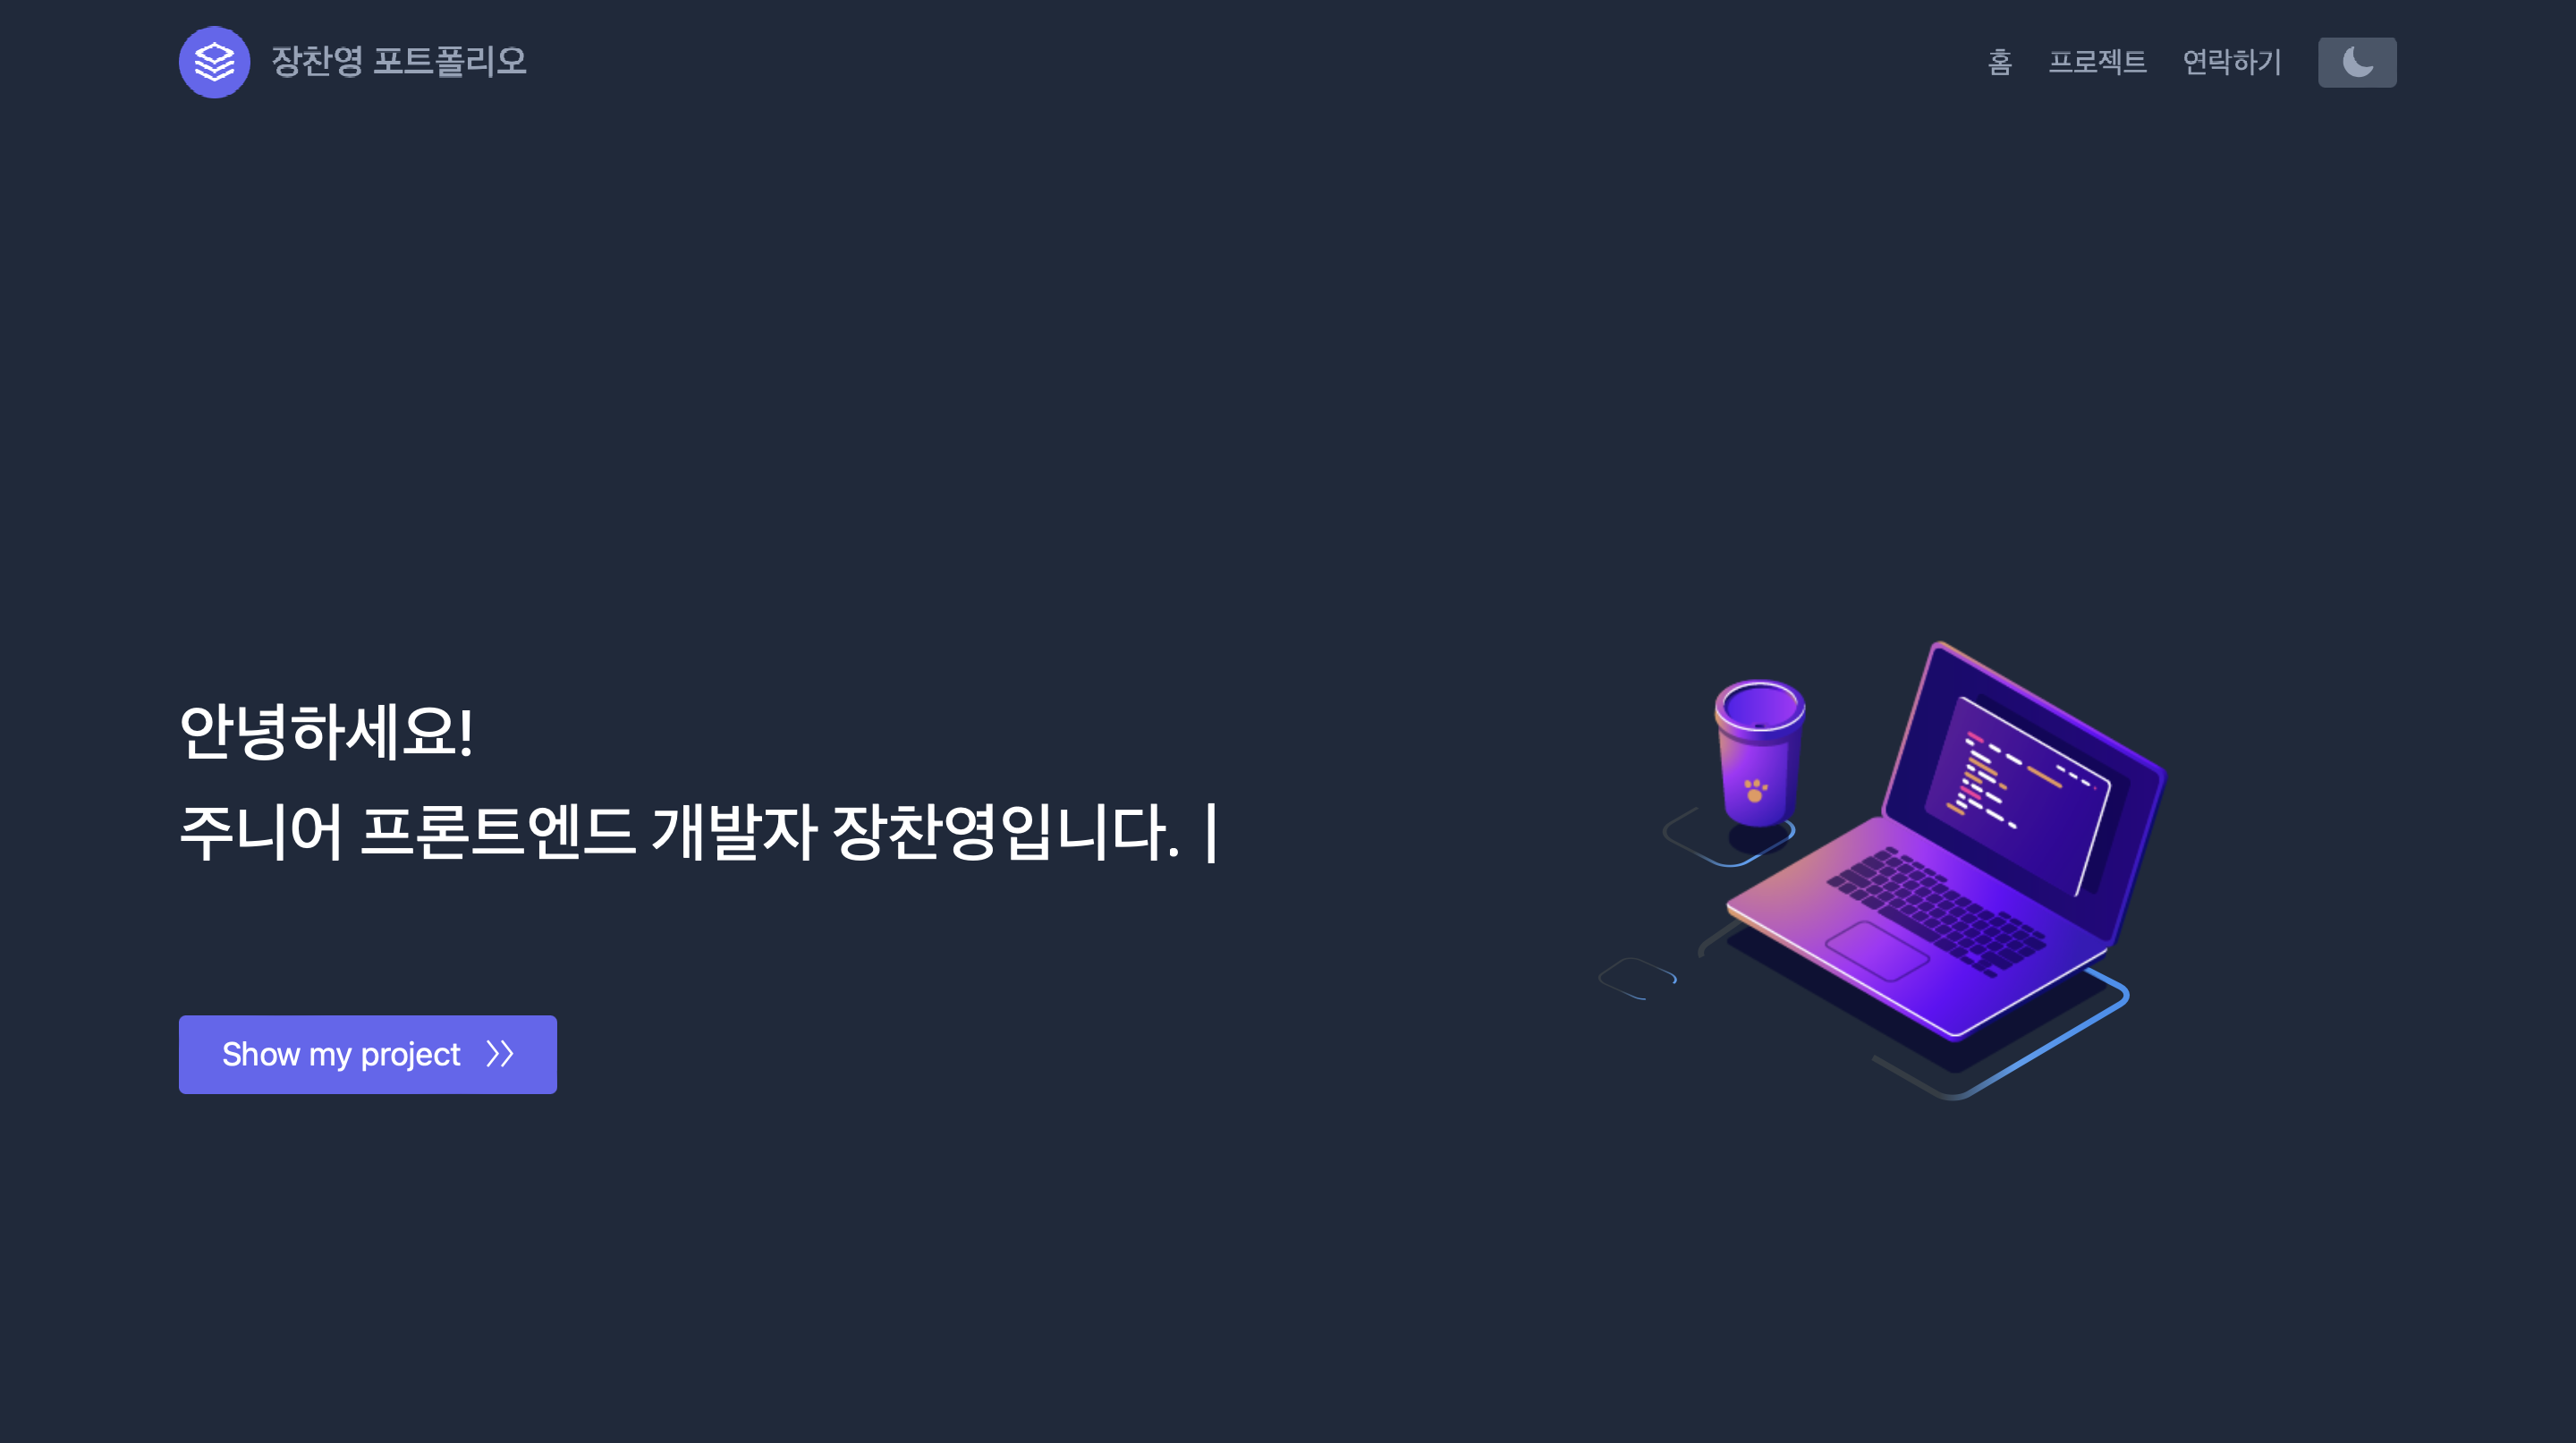 장찬영 포트폴리오
홈 프로젝트 연락하기
안녕하세요!
주니어 프론트엔드 개발자 장찬영입니다. |
Show my project